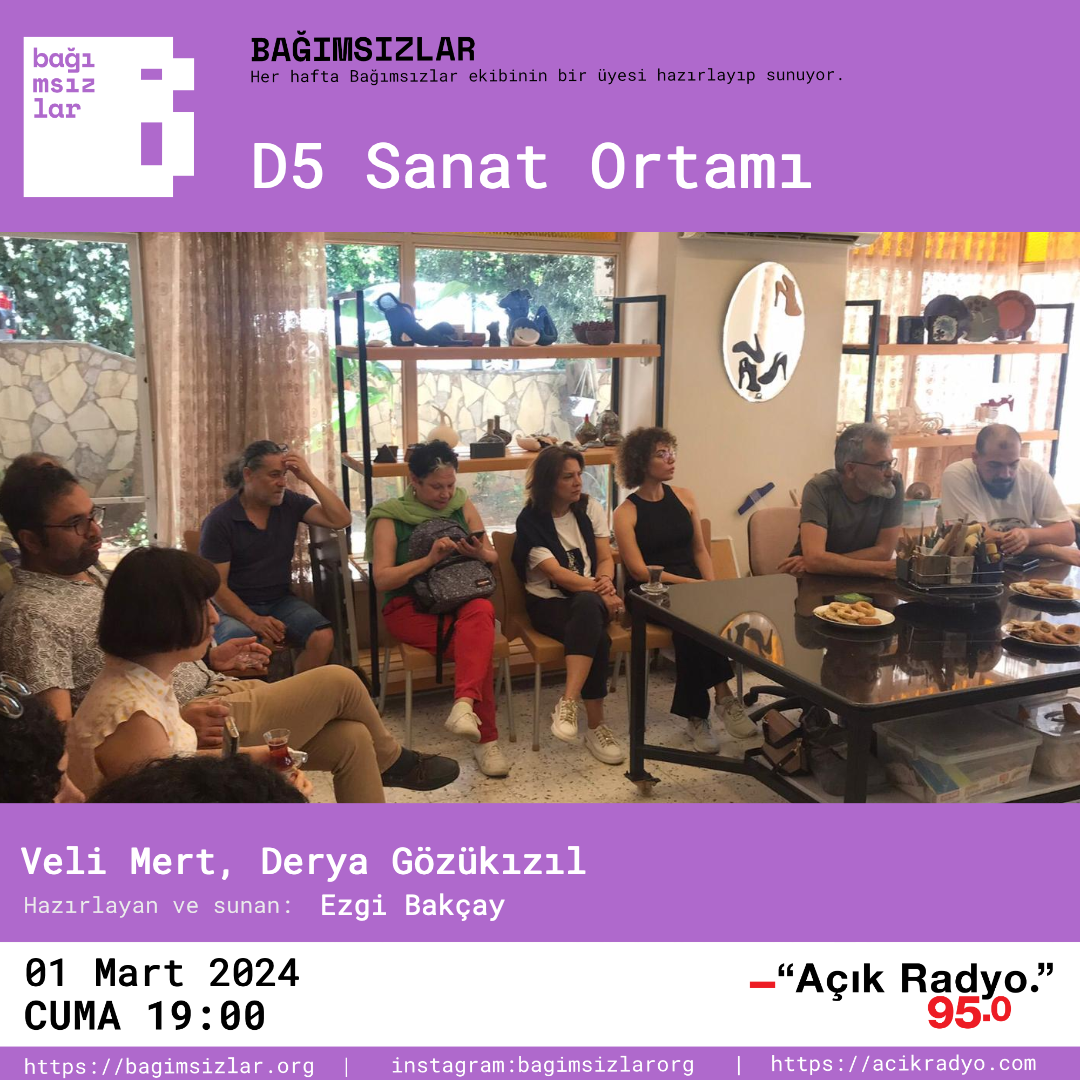 bağı
msız
lar
BAĞIMSIZLAR
Her hafta Bağımsızlar ekibinin bir üyesi hazırlayıp sunuyor.
D5 Sanat Ortamı
Veli Mert, Derya Gözükızıl
Hazırlayan ve sunan: Ezgi Bakçay
01 Mart 2024
CUMA 19:00
“Açık Radyo.”
95.0
https://bagimsizlar.org | instagram:bagimsizlarorg | https://acikradyo.com